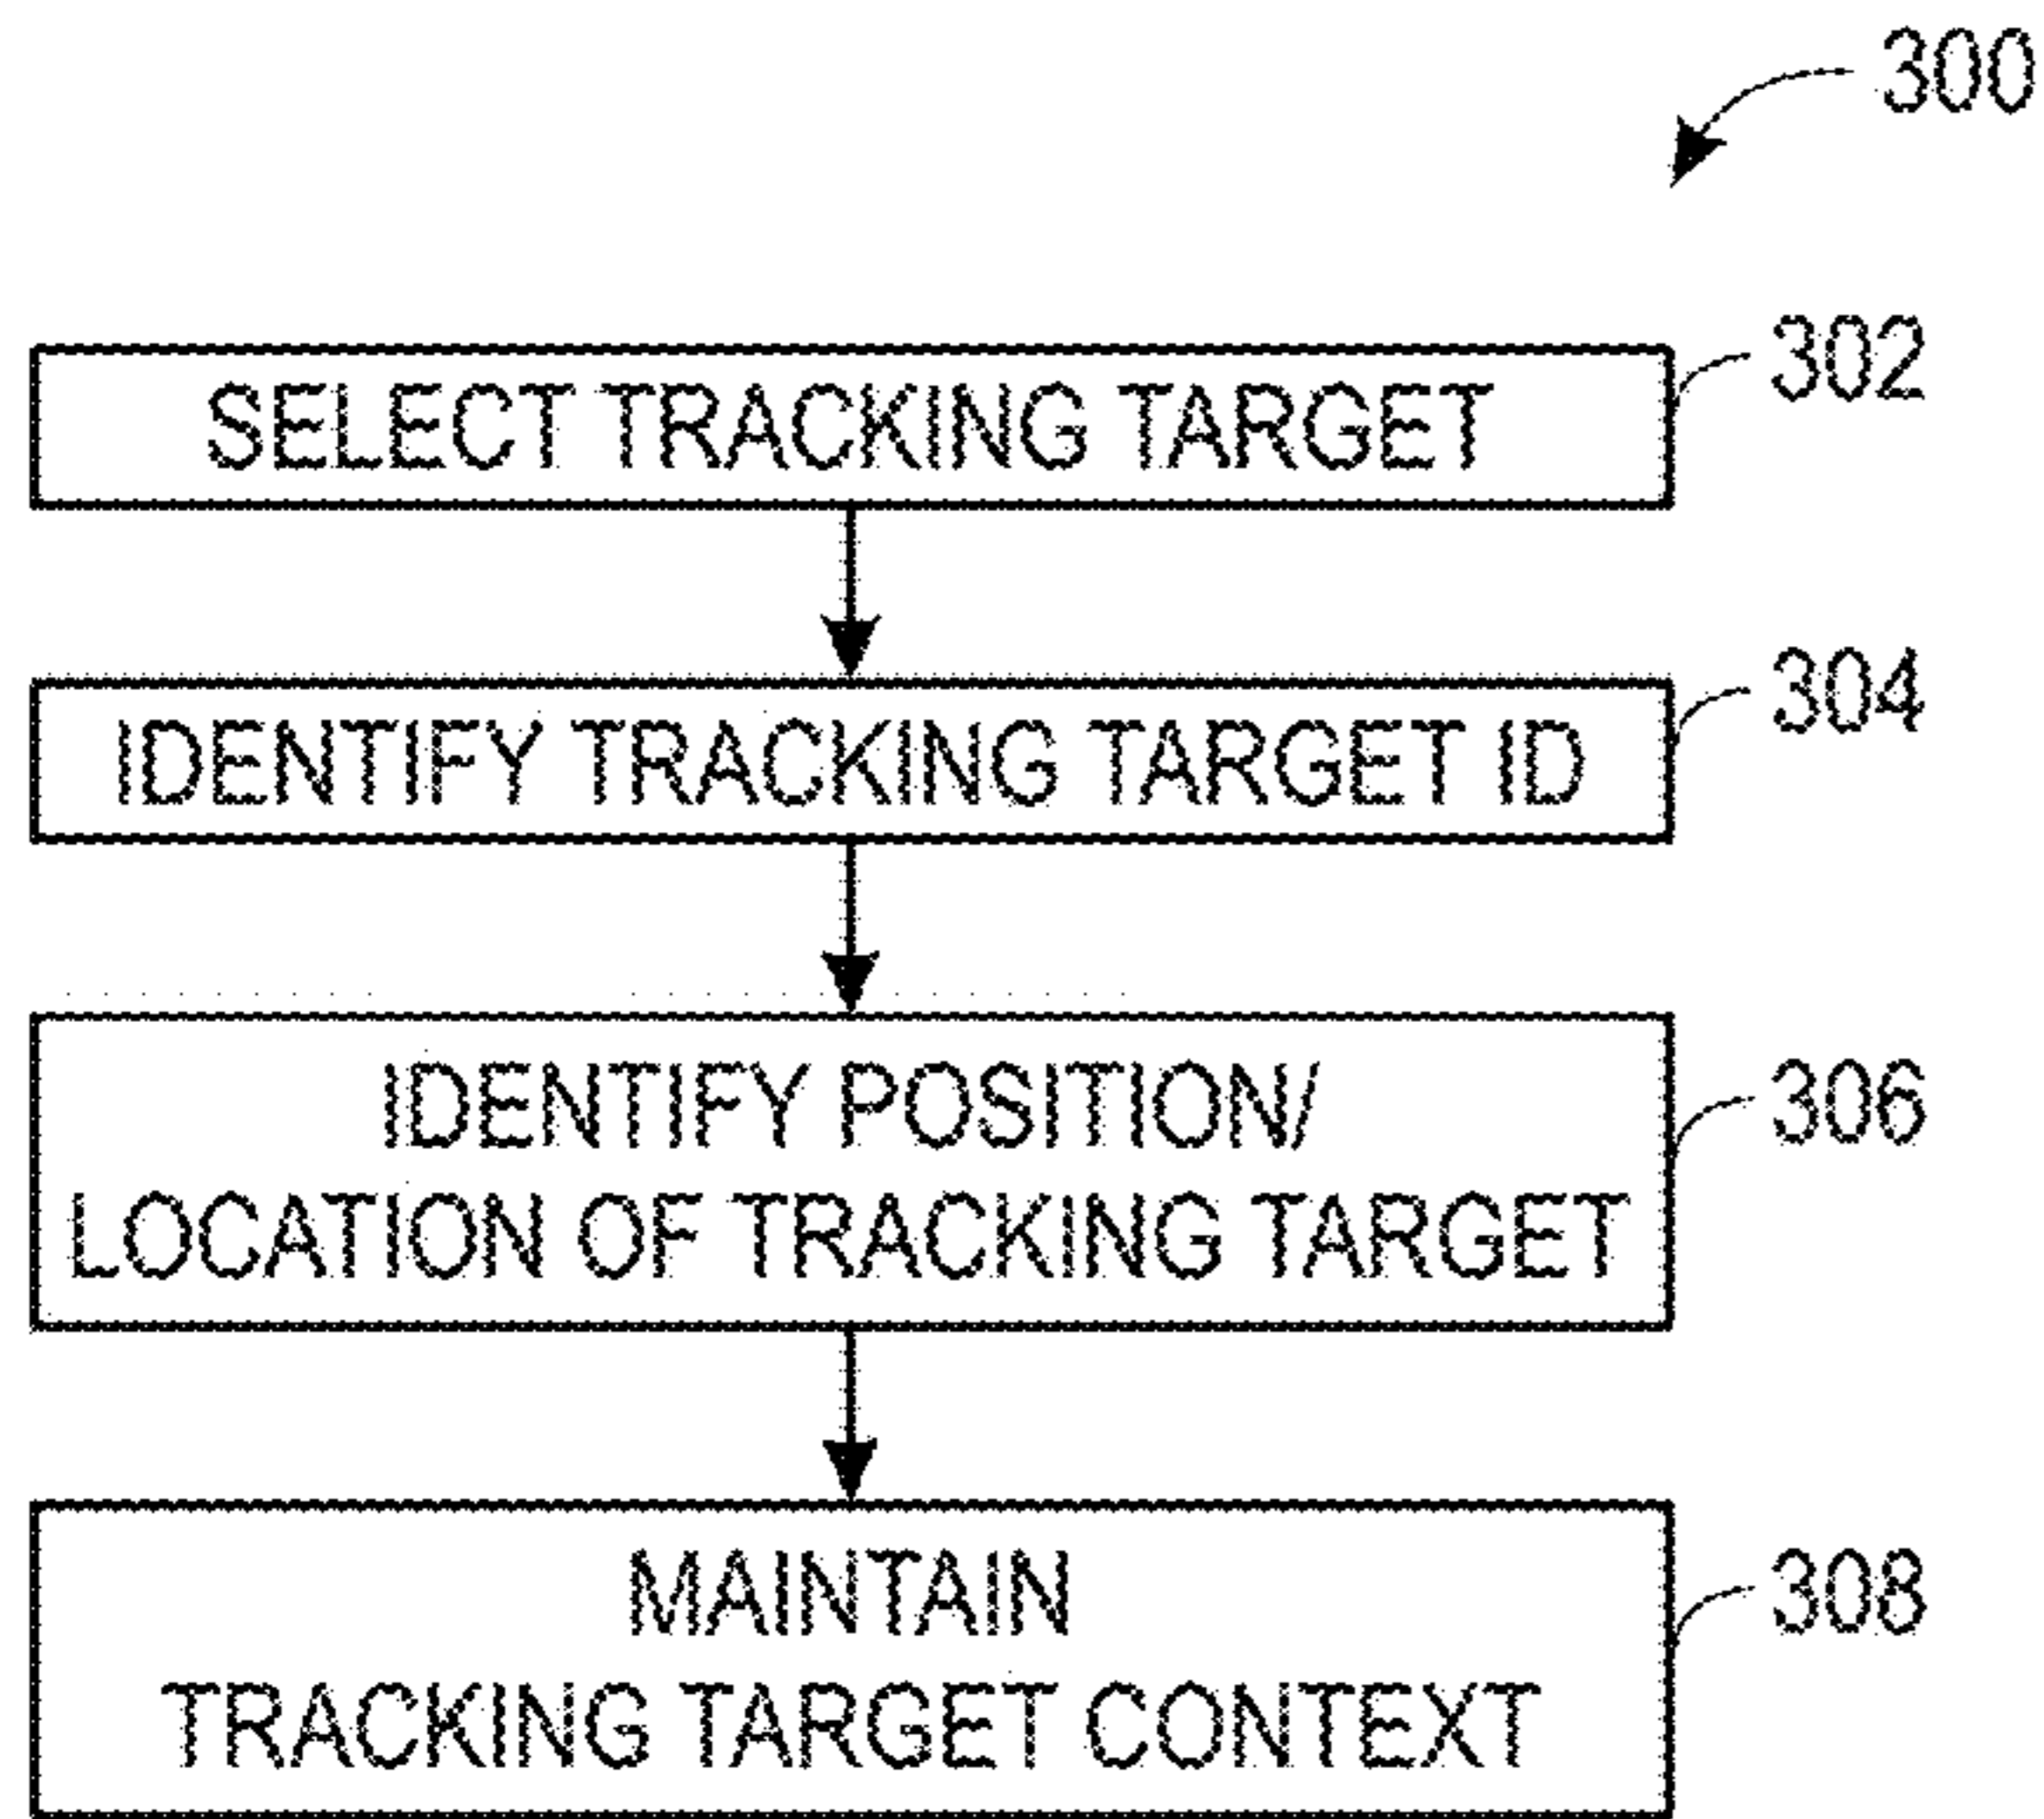 300
SELECT TRACKING TARGET
302
IDENTIFY TRACKING TARGET ID
304
IDENTIFY POSITION/
LOCATION OF TRACKING TARGET
306
MAINTAIN
TRACKING TARGET CONTEXT
308